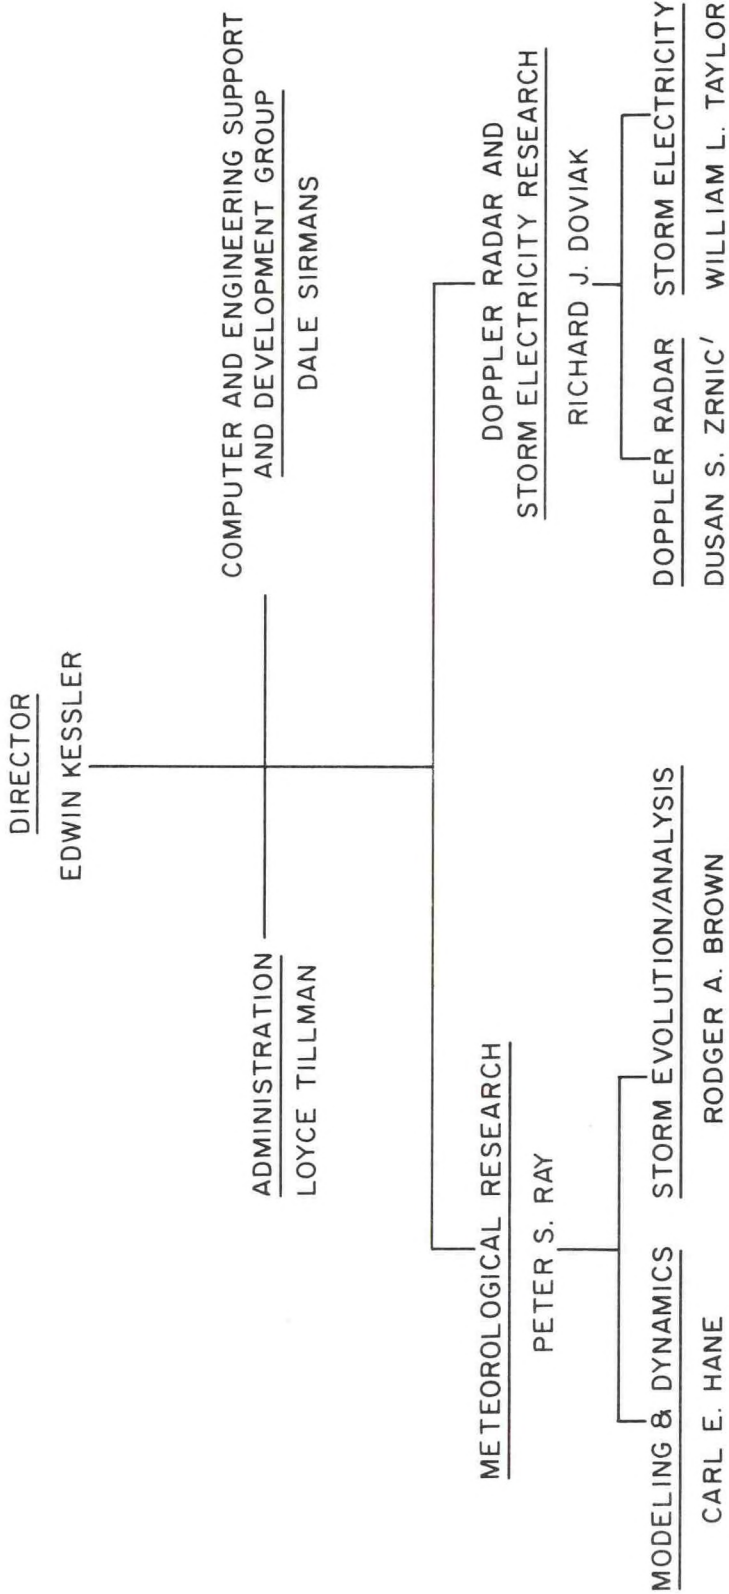 DIRECTOR
EDWIN KESSLER
ADMINISTRATION
LOYCE TILLMAN
COMPUTER AND ENGINEERING SUPPORT
AND DEVELOPMENT GROUP
DALE SIRMANS
METEOROLOGICAL RESEARCH
PETER S. RAY
DOPPLER RADAR AND
STORM ELECTRICITY RESEARCH
RICHARD J. DOVIAK
MODELING & DYNAMICS
CARL E. HANE
STORM EVOLUTION/ANALYSIS
RODGER A. BROWN
DOPPLER RADAR
DUSAN S. ZRNIC'
STORM ELECTRICITY
WILLIAM L. TAYLOR